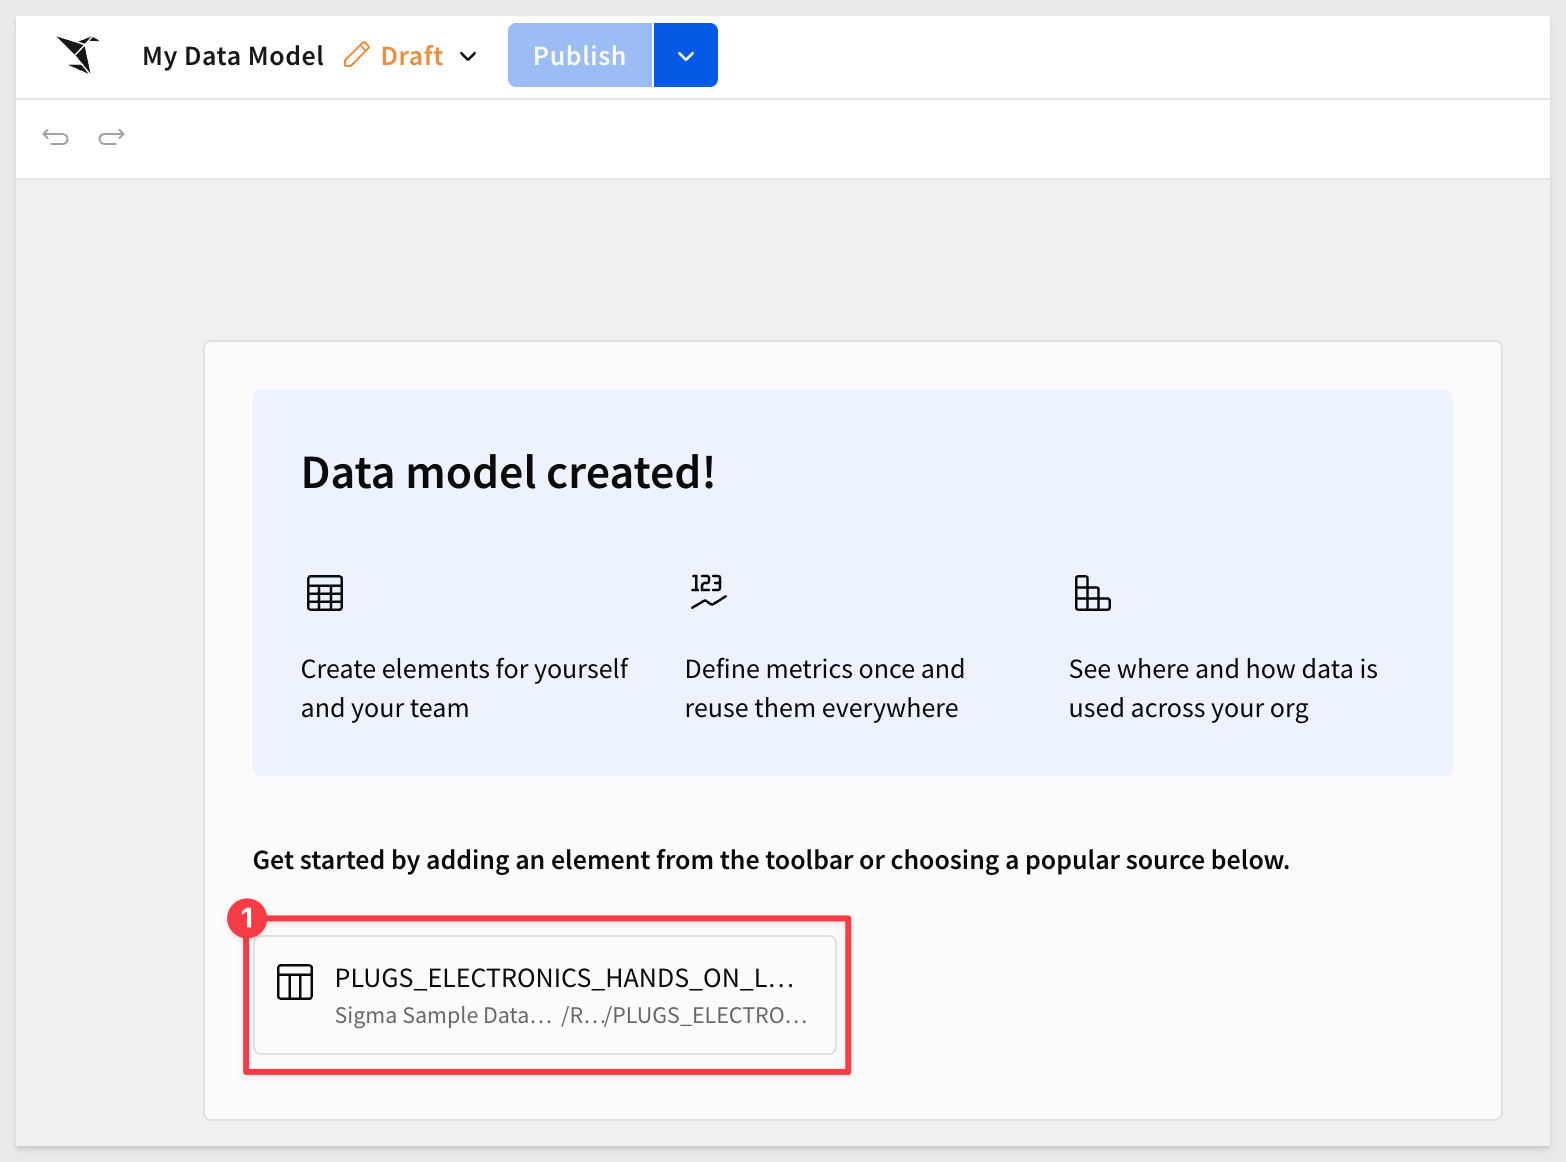 My Data Model Draft Publish
Data model created!
123
Create elements for yourself
and your team
Define metrics once and
reuse them everywhere
See where and how data is
used across your org
Get started by adding an element from the toolbar or choosing a popular source below.
1
PLUGS_ELECTRONICS_HANDS_ON_L...
Sigma Sample Data... /R.../PLUGS_ELECTRO...